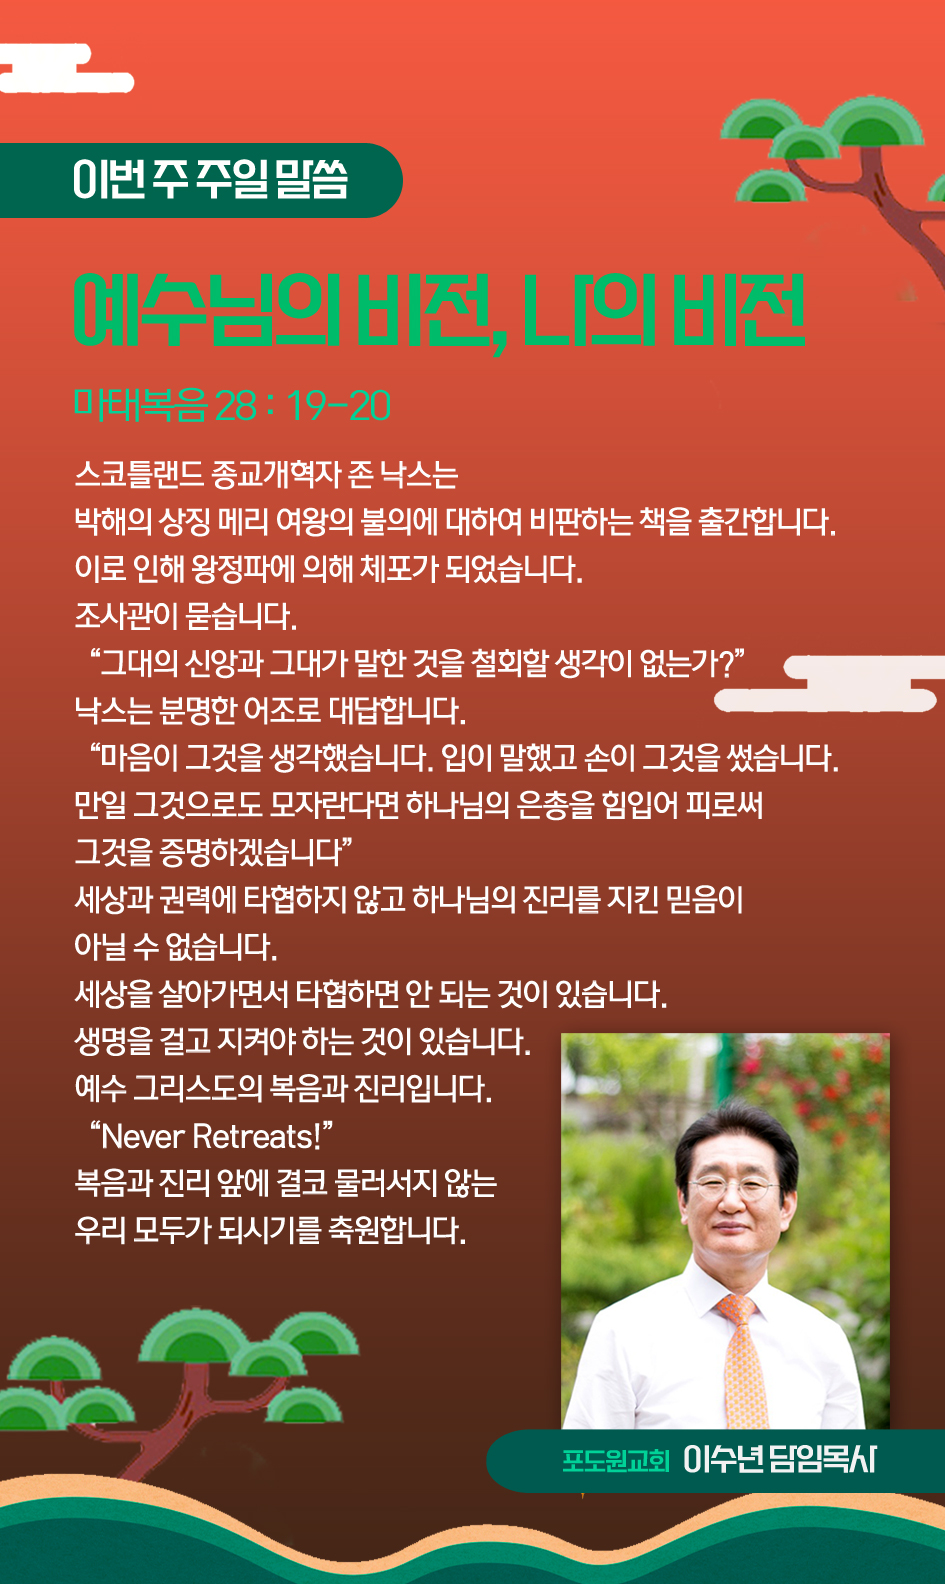 이번 주 주일 말씀
예수님의 비전, 나의 비전
마태복음 28 : 19-20
스코틀랜드 종교개혁자 존 낙스는
박해의 상징 메리 여왕의 불의에 대하여 비판하는 책을 출간합니다.
이로 인해 왕정파에 의해 체포가 되었습니다.
조사관이 묻습니다.
“그대의 신앙과 그대가 말한 것을 철회할 생각이 없는가?”
낙스는 분명한 어조로 대답합니다.
“마음이 그것을 생각했습니다. 입이 말했고 손이 그것을 썼습니다.
만일 그것으로도 모자란다면 하나님의 은총을 힘입어 피로써
그것을 증명하겠습니다”
세상과 권력에 타협하지 않고 하나님의 진리를 지킨 믿음이
아닐 수 없습니다.
세상을 살아가면서 타협하면 안 되는 것이 있습니다.
생명을 걸고 지켜야 하는 것이 있습니다.
예수 그리스도의 복음과 진리입니다.
“Never Retreats!”
복음과 진리 앞에 결코 물러서지 않는
우리 모두가 되시기를 축원합니다.
포도원교회 이수년 담임목사